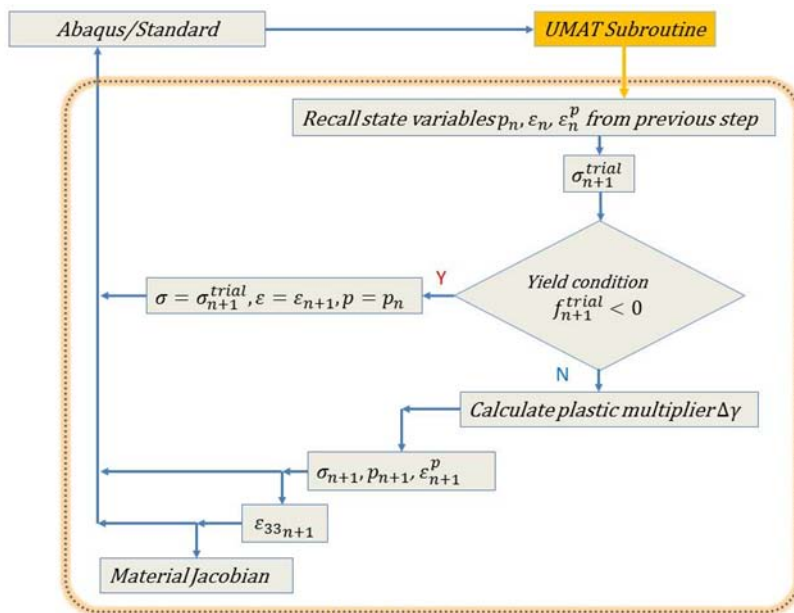 Abaqus/Standard
UMAT Subroutine
Recall state variables pₙ, εₙ, εₙᵖ from previous step
σₙ₊₁ᵗʳⁱᵃˡ
Yield condition
fₙ₊₁ᵗʳⁱᵃˡ < 0
Y
σ = σₙ₊₁ᵗʳⁱᵃˡ, ε = εₙ₊₁, p = pₙ
N
Calculate plastic multiplier Δγ
σₙ₊₁, pₙ₊₁, εₙ₊₁ᵖ
ε₃₃ₙ₊₁
Material Jacobian